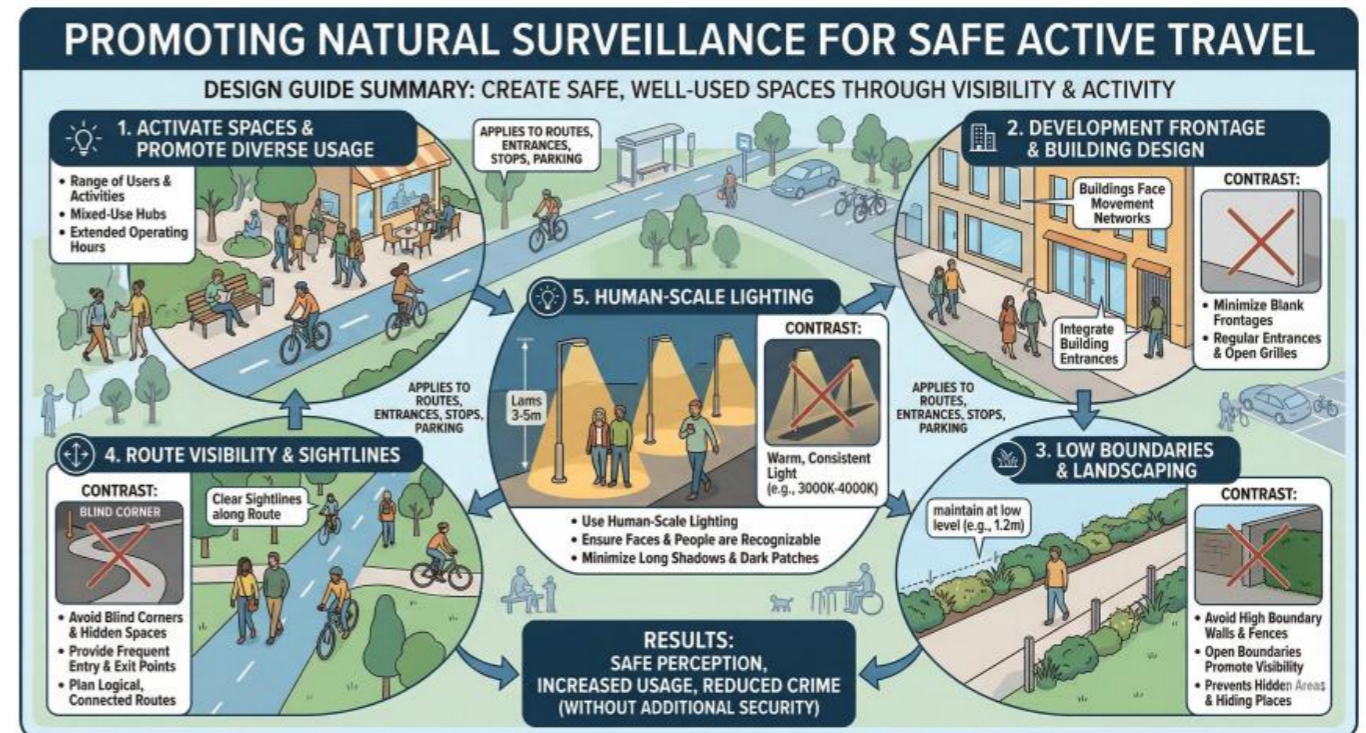 PROMOTING NATURAL SURVEILLANCE FOR SAFE ACTIVE TRAVEL
DESIGN GUIDE SUMMARY: CREATE SAFE, WELL-USED SPACES THROUGH VISIBILITY & ACTIVITY
1. ACTIVATE SPACES &
PROMOTE DIVERSE USAGE
• Range of Users &
Activities
• Mixed-Use Hubs
• Extended Operating
Hours
APPLIES TO ROUTES,
ENTRANCES,
STOPS, PARKING
2. DEVELOPMENT FRONTAGE
& BUILDING DESIGN
Buildings Face
Movement
Networks
Integrate
Building
Entrances
CONTRAST:
• Minimize Blank
Frontages
• Regular Entrances
& Open Grilles
5. HUMAN-SCALE LIGHTING
Lams
3-5m
CONTRAST:
Warm, Consistent
Light
(e.g., 3000K-4000K)
• Use Human-Scale Lighting
• Ensure Faces & People are Recognizable
• Minimize Long Shadows & Dark Patches
APPLIES TO
ROUTES,
ENTRANCES, STOPS,
PARKING
APPLIES TO
ROUTES,
ENTRANCES, STOPS,
PARKING
4. ROUTE VISIBILITY & SIGHTLINES
CONTRAST:
BLIND CORNER
Clear Sightlines
along Route
• Avoid Blind Corners
& Hidden Spaces
• Provide Frequent
Entry & Exit Points
• Plan Logical,
Connected Routes
3. LOW BOUNDARIES
& LANDSCAPING
maintain at low
level (e.g., 1.2m)
CONTRAST:
• Avoid High Boundary
Walls & Fences
• Open Boundaries
Promote Visibility
• Prevents Hidden Areas
& Hiding Places
RESULTS:
SAFE PERCEPTION,
INCREASED USAGE, REDUCED CRIME
(WITHOUT ADDITIONAL SECURITY)